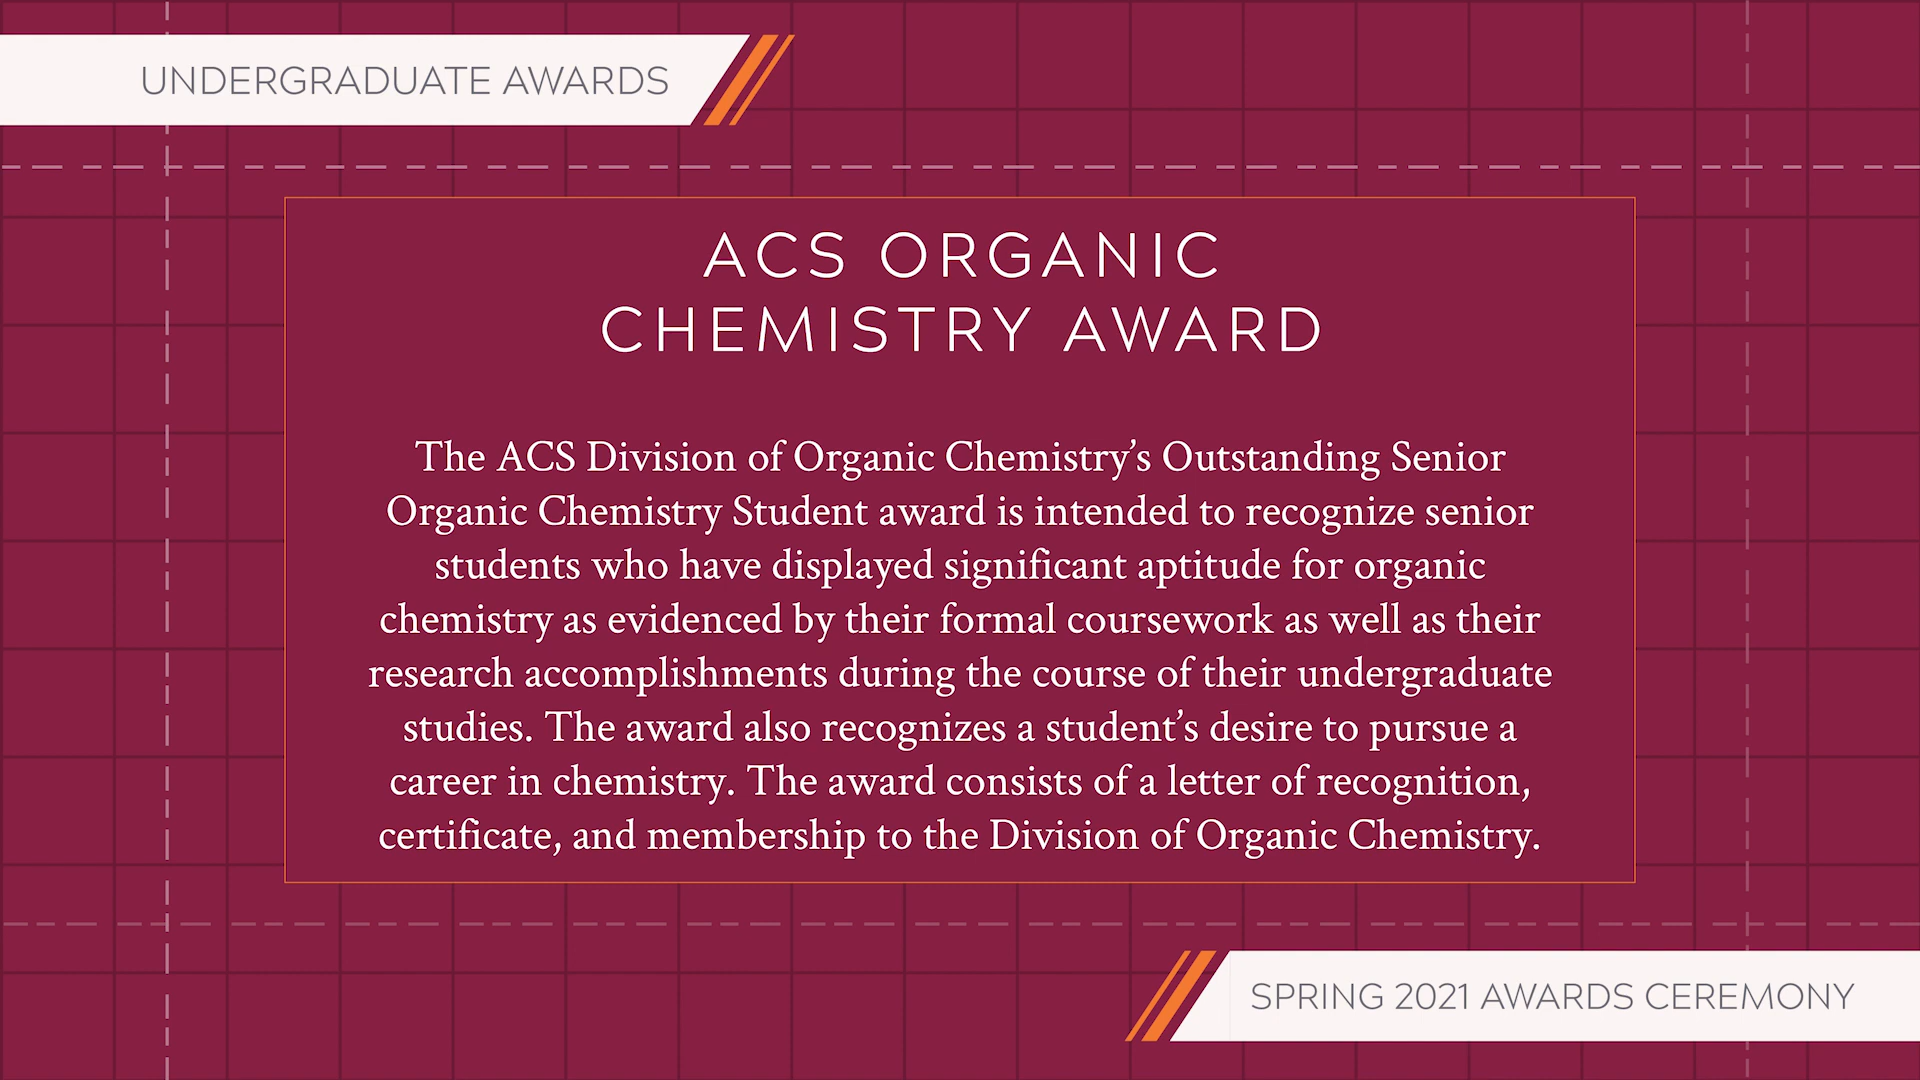 UNDERGRADUATE AWARDS
ACS ORGANIC
CHEMISTRY AWARD
The ACS Division of Organic Chemistry’s Outstanding Senior
Organic Chemistry Student award is intended to recognize senior
students who have displayed significant aptitude for organic
chemistry as evidenced by their formal coursework as well as their
research accomplishments during the course of their undergraduate
studies. The award also recognizes a student’s desire to pursue a
career in chemistry. The award consists of a letter of recognition,
certificate, and membership to the Division of Organic Chemistry.
SPRING 2021 AWARDS CEREMONY